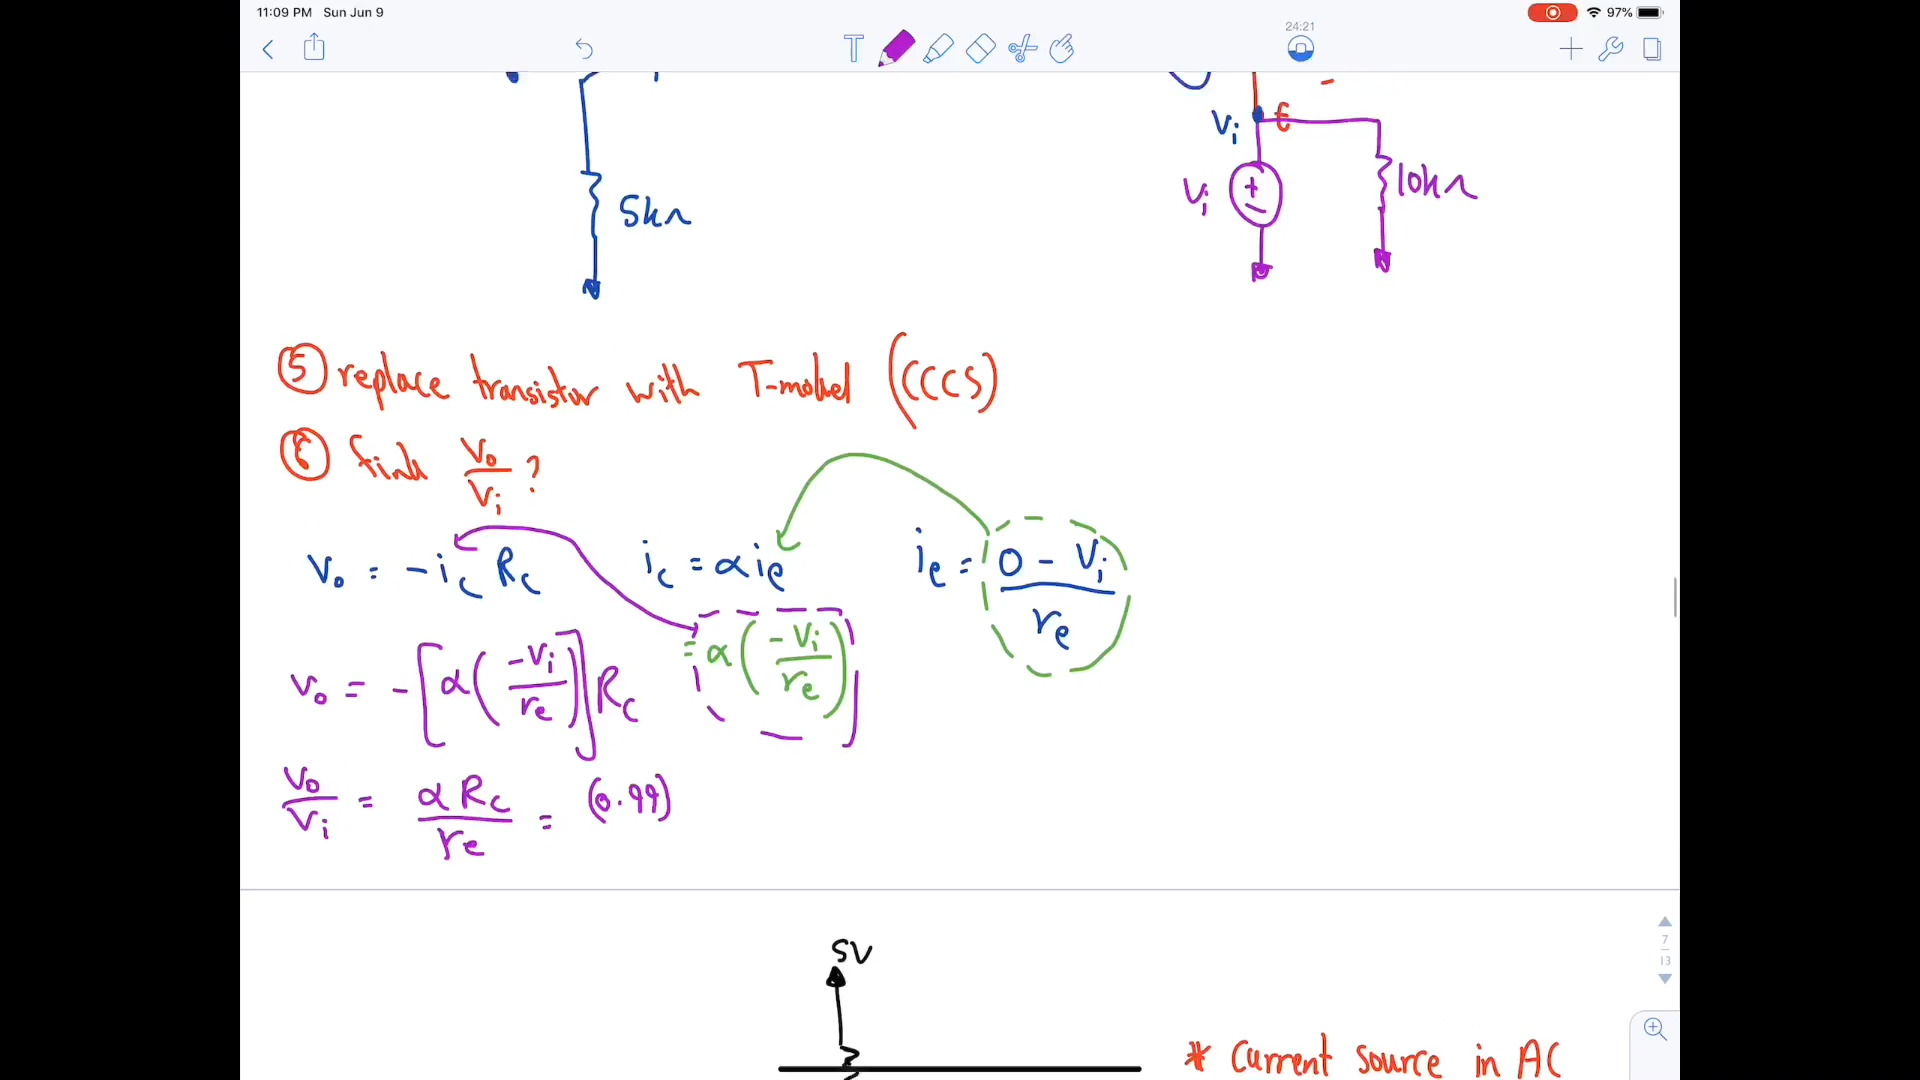 11:09 PM Sun Jun 9
97%
24:21
T
Vi E
Vi + − 10kΩ
5kΩ
⑤ replace transistor with T-model (CCCS)
⑥ find Vo/Vi ?
Vo = -ic Rc
ic = αie
ie = (0 - Vi)/re
= α(-Vi/re)
Vo = -[α(-Vi/re)]Rc
Vo/Vi = αRc/re = (0.99)
7
13
5V
* Current source in AC